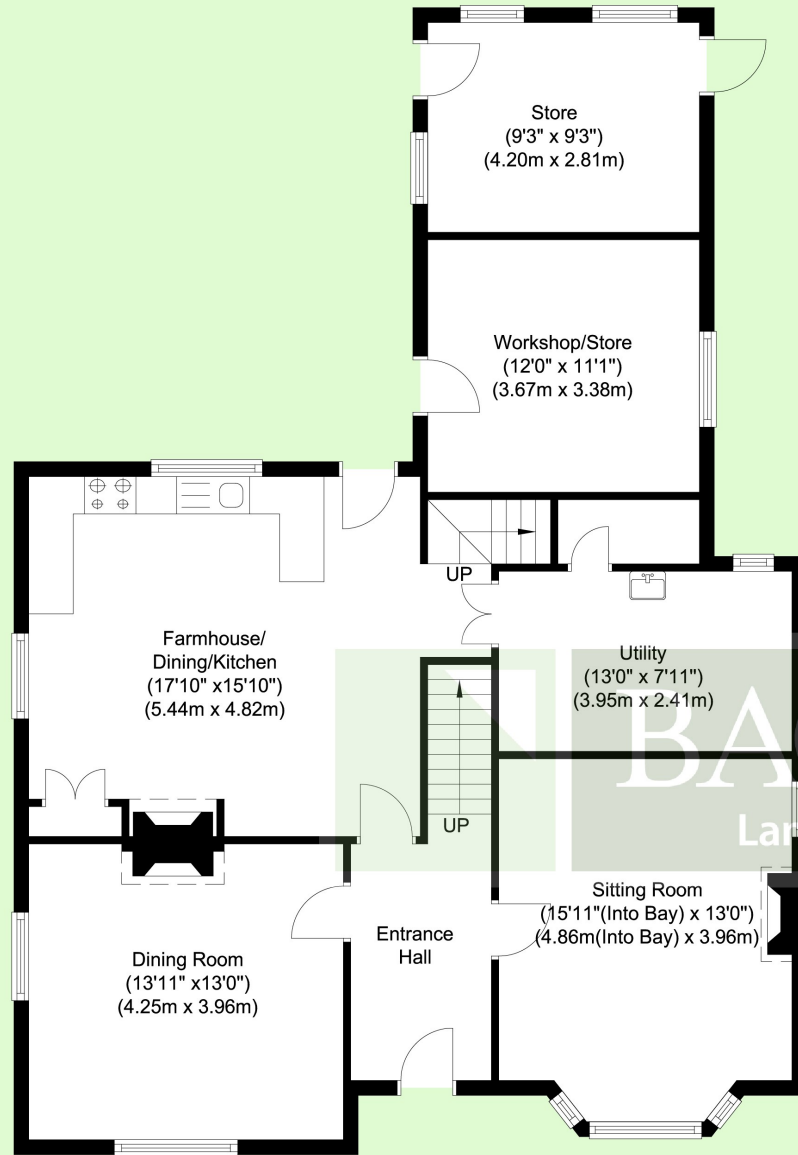 Store
(9'3" x 9'3")
(4.20m x 2.81m)
Workshop/Store
(12'0" x 11'1")
(3.67m x 3.38m)
UP
Farmhouse/
Dining/Kitchen
(17'10" x15'10")
(5.44m x 4.82m)
Utility
(13'0" x 7'11")
(3.95m x 2.41m)
UP
Sitting Room
(15'11"(Into Bay) x 13'0")
(4.86m(Into Bay) x 3.96m)
Entrance
Hall
Dining Room
(13'11" x13'0")
(4.25m x 3.96m)